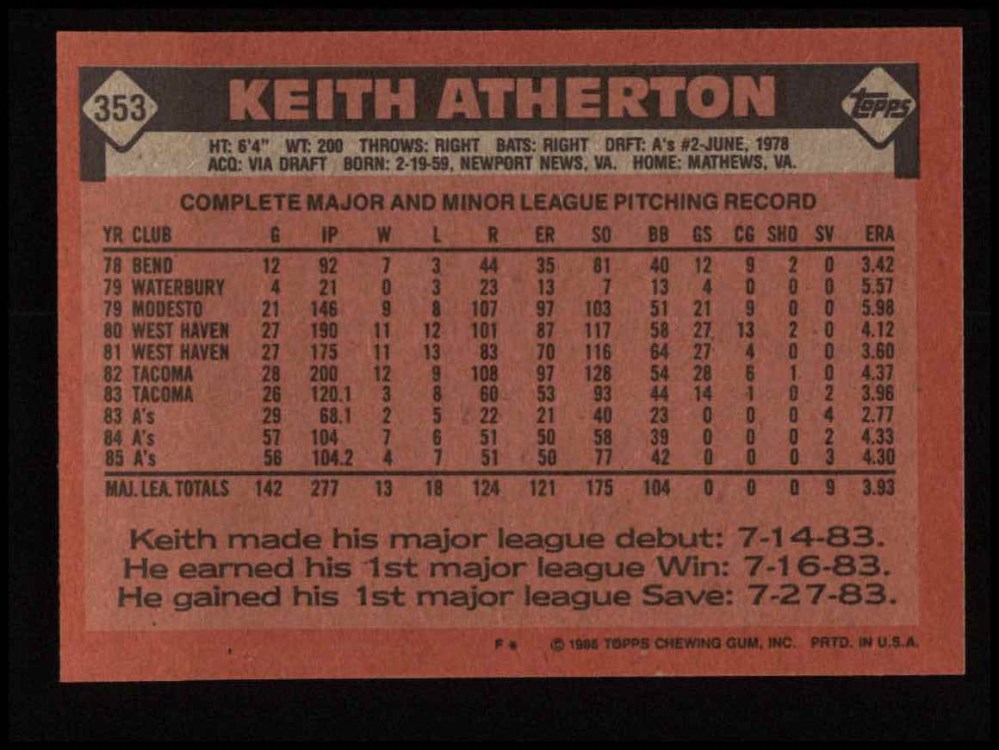 353 KEITH ATHERTON Topps
HT: 6'4" WT: 200 THROWS: RIGHT BATS: RIGHT DRFT: A's #2-JUNE, 1978
ACQ: VIA DRAFT BORN: 2-19-59, NEWPORT NEWS, VA. HOME: MATHEWS, VA.
COMPLETE MAJOR AND MINOR LEAGUE PITCHING RECORD
YR CLUB G IP W L R ER SO BB GS CG SHO SV ERA
78 BEND 12 92 7 3 44 35 81 40 12 9 2 0 3.42
79 WATERBURY 4 21 0 3 23 13 7 13 4 0 0 0 5.57
79 MODESTO 21 146 9 8 107 97 103 51 21 9 0 0 5.98
80 WEST HAVEN 27 190 11 12 101 87 117 58 27 13 2 0 4.12
81 WEST HAVEN 27 175 11 13 83 70 116 64 27 4 0 0 3.60
82 TACOMA 28 200 12 9 108 97 128 54 28 6 1 0 4.37
83 TACOMA 26 120.1 3 8 60 53 93 44 14 1 0 2 3.96
83 A's 29 68.1 2 5 22 21 40 23 0 0 0 4 2.77
84 A's 57 104 7 6 51 50 58 39 0 0 0 2 4.33
85 A's 56 104.2 4 7 51 50 77 42 0 0 0 3 4.30
MAJ. LEA. TOTALS 142 277 13 18 124 121 175 104 0 0 0 9 3.93
Keith made his major league debut: 7-14-83.
He earned his 1st major league Win: 7-16-83.
He gained his 1st major league Save: 7-27-83.
F * © 1986 TOPPS CHEWING GUM, INC. PRTD. IN U.S.A.